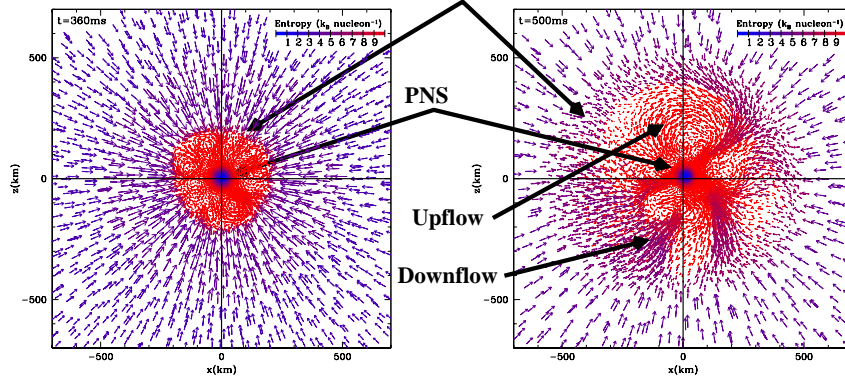 t=360ms
Entropy (kB nucleon⁻¹)
1 2 3 4 5 6 7 8 9
500
0
−500
z(km)
−500 0 500
x(km)
PNS
Upflow
Downflow
t=500ms
Entropy (kB nucleon⁻¹)
1 2 3 4 5 6 7 8 9
500
0
−500
z(km)
−500 0 500
x(km)